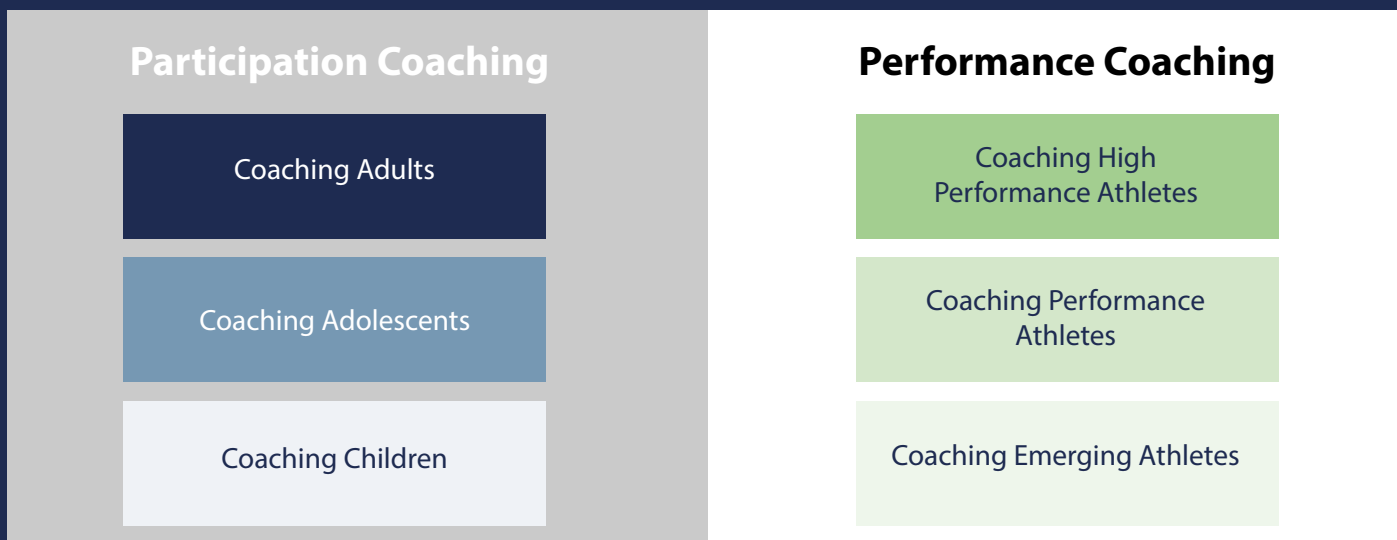 Participation Coaching
Coaching Adults
Coaching Adolescents
Coaching Children
Performance Coaching
Coaching High
Performance Athletes
Coaching Performance
Athletes
Coaching Emerging Athletes